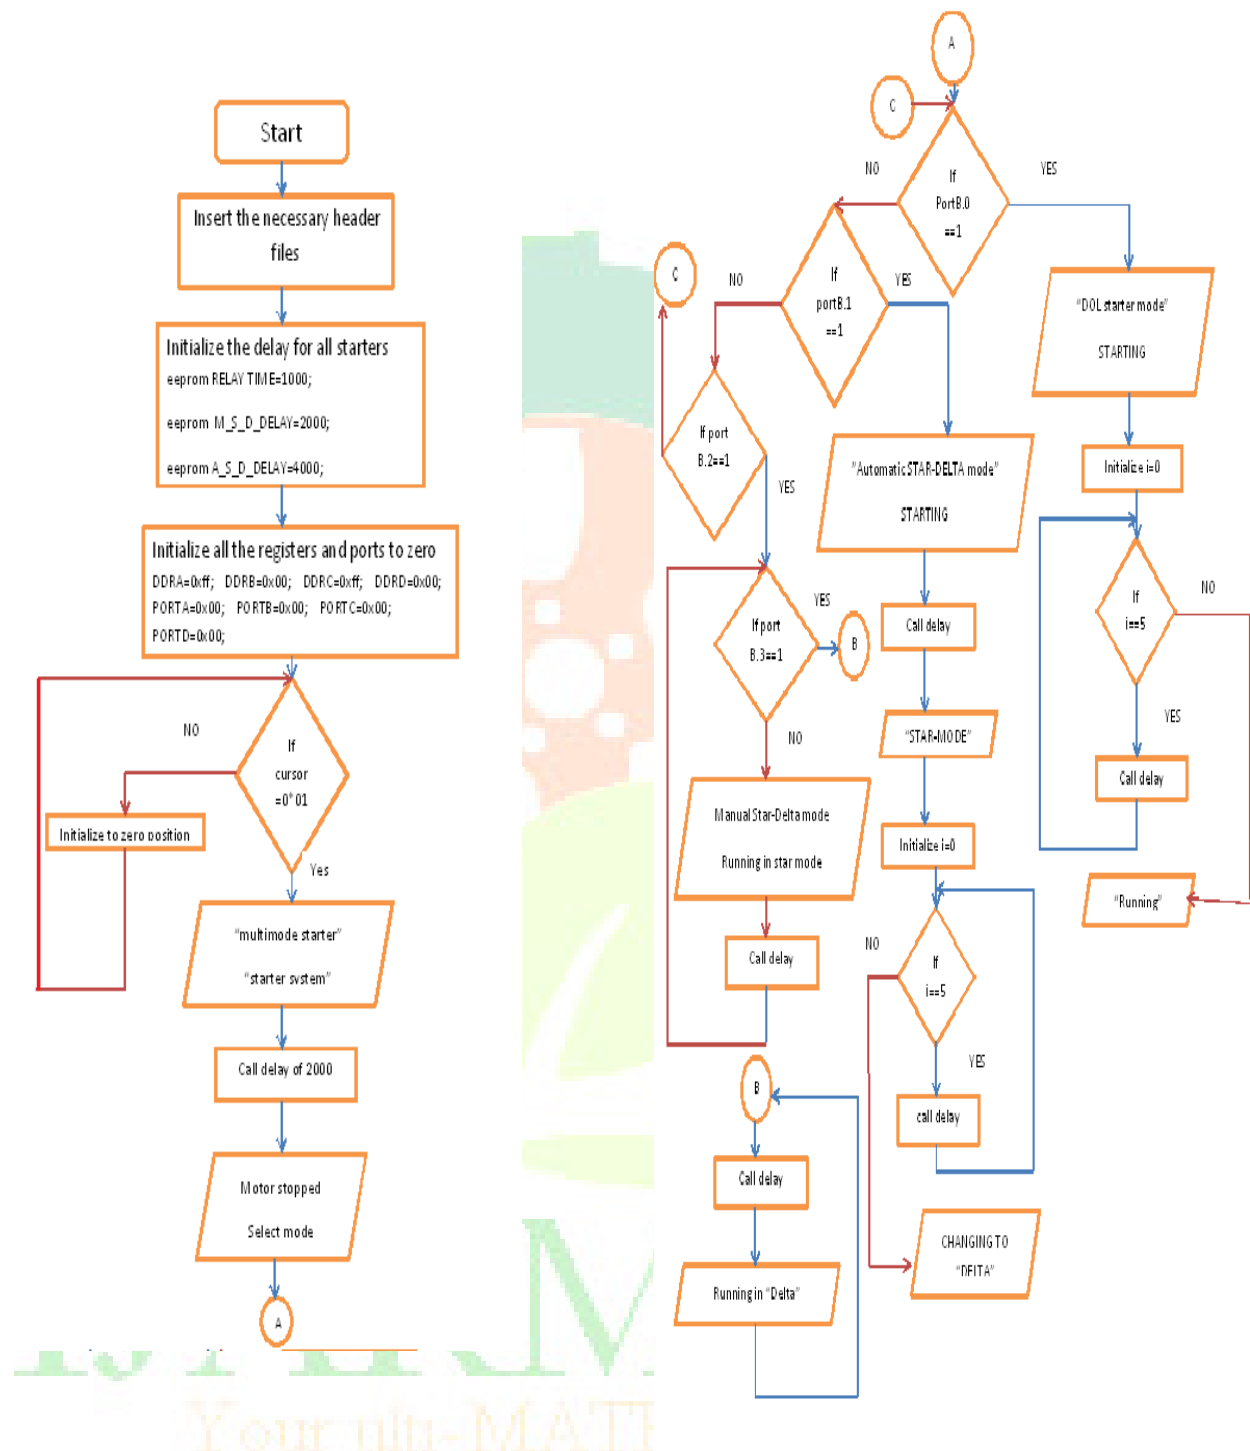 Start
Insert the necessary header
files
Initialize the delay for all starters
eeprom RELAY TIME=1000;
eeprom M_S_D_DELAY=2000;
eeprom A_S_D_DELAY=4000;
Initialize all the registers and ports to zero
DDRA=0xff; DDRB=0x00; DDRC=0xff; DDRD=0x00;
PORTA=0x00; PORTB=0x00; PORTC=0x00;
PORTD=0x00;
NO
If
cursor
=0*01
Initialize to zero position
Yes
"multimode starter"
"starter system"
Call delay of 2000
Motor stopped
Select mode
A
A
C
NO
YES
If
PortB.0
==1
C
NO
If
portB.1
==1
YES
"DOL starter mode"
STARTING
If port
B.2==1
YES
"Automatic STAR-DELTA mode"
STARTING
Initialize i=0
If
i==5
NO
YES
Call delay
"Running"
If port
B.3==1
YES
B
NO
Call delay
"STAR-MODE"
Manual Star-Delta mode
Running in star mode
Call delay
Initialize i=0
NO
If
i==5
YES
call delay
CHANGING TO
"DELTA"
B
Call delay
Running in "Delta"
Your ulti-MATE